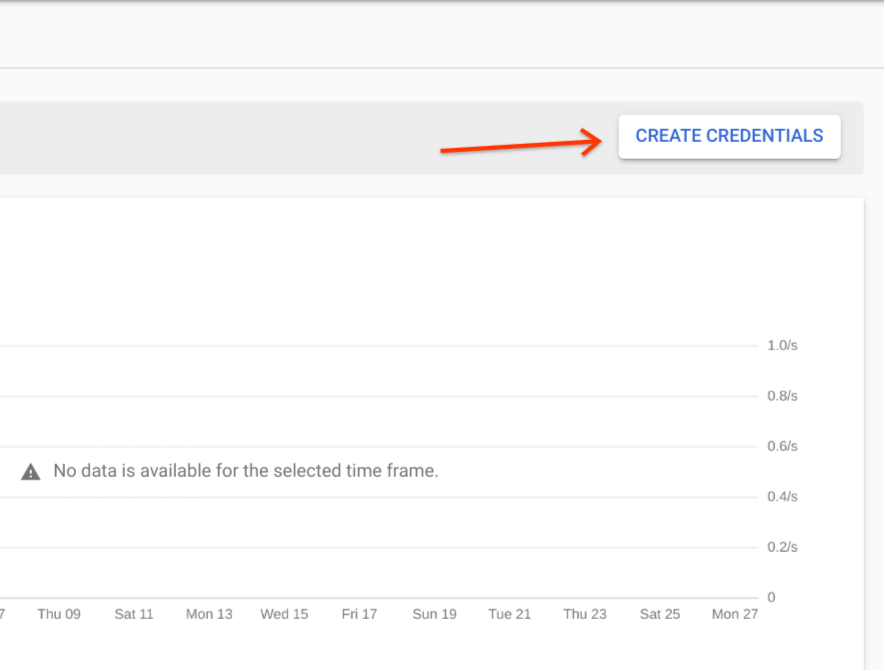 CREATE CREDENTIALS
1.0/s
0.8/s
0.6/s
No data is available for the selected time frame.
0.4/s
0.2/s
0
7 Thu 09 Sat 11 Mon 13 Wed 15 Fri 17 Sun 19 Tue 21 Thu 23 Sat 25 Mon 27